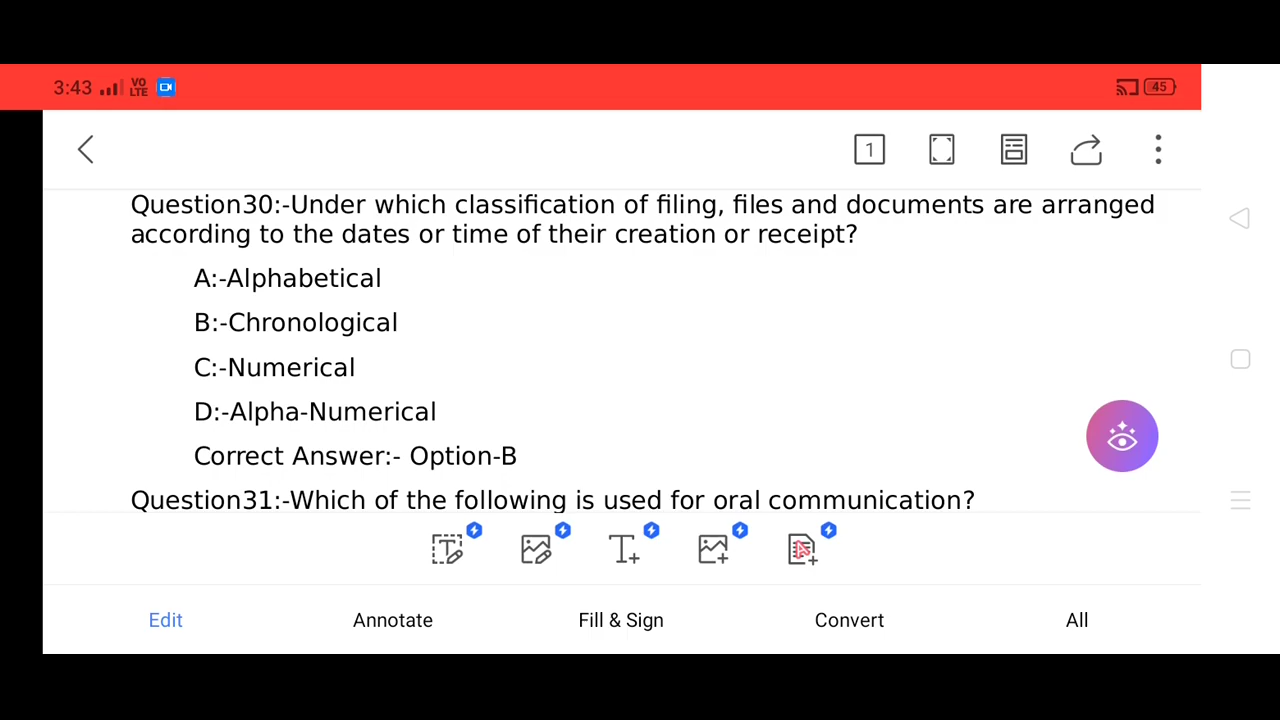 3:43 VO LTE 45
1
Question30:-Under which classification of filing, files and documents are arranged
according to the dates or time of their creation or receipt?
A:-Alphabetical
B:-Chronological
C:-Numerical
D:-Alpha-Numerical
Correct Answer:- Option-B
Question31:-Which of the following is used for oral communication?
Edit Annotate Fill & Sign Convert All